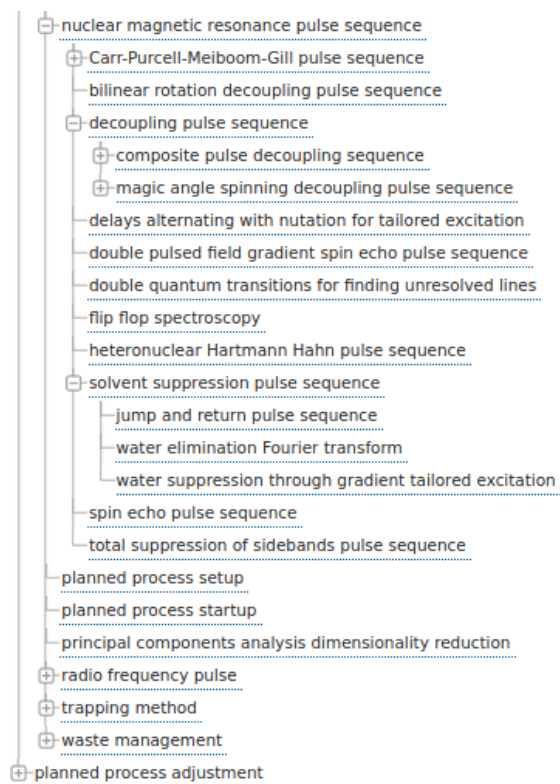 nuclear magnetic resonance pulse sequence
Carr-Purcell-Meiboom-Gill pulse sequence
bilinear rotation decoupling pulse sequence
decoupling pulse sequence
composite pulse decoupling sequence
magic angle spinning decoupling pulse sequence
delays alternating with nutation for tailored excitation
double pulsed field gradient spin echo pulse sequence
double quantum transitions for finding unresolved lines
flip flop spectroscopy
heteronuclear Hartmann Hahn pulse sequence
solvent suppression pulse sequence
jump and return pulse sequence
water elimination Fourier transform
water suppression through gradient tailored excitation
spin echo pulse sequence
total suppression of sidebands pulse sequence
planned process setup
planned process startup
principal components analysis dimensionality reduction
radio frequency pulse
trapping method
waste management
planned process adjustment